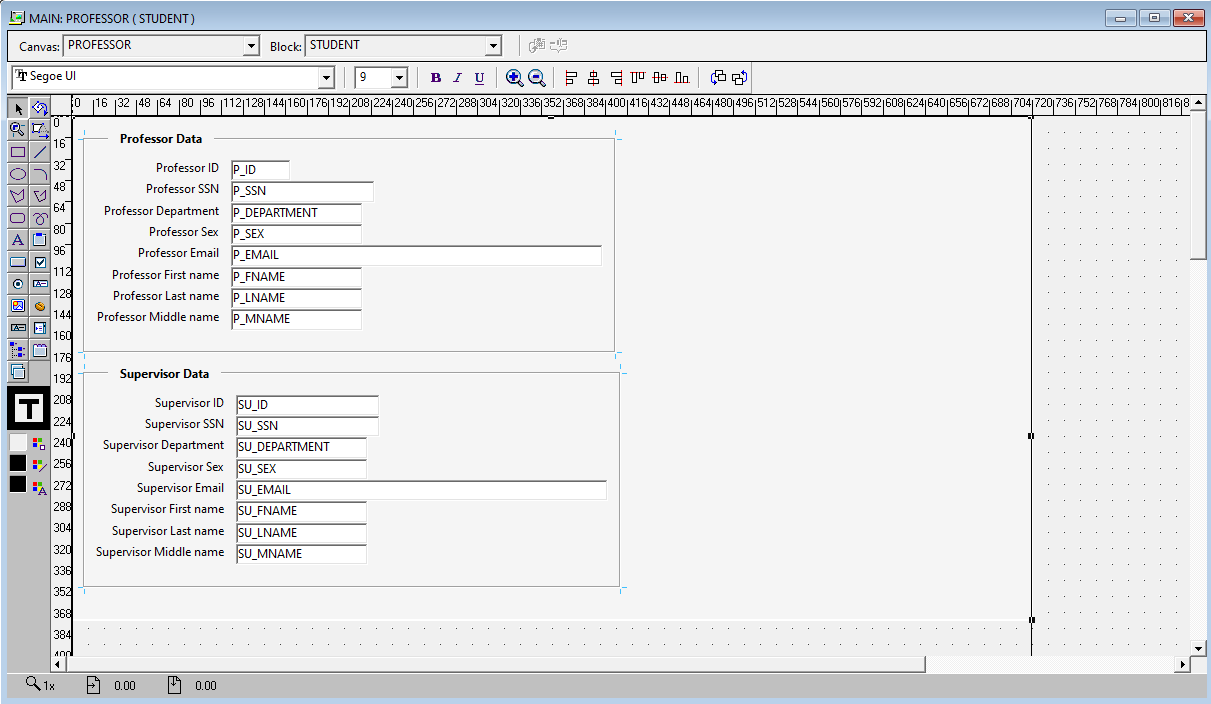 MAIN: PROFESSOR ( STUDENT )
Canvas: PROFESSOR Block: STUDENT
Segoe UI 9 B I U
0 16 32 48 64 80 96 112 128 144 160 176 192 208 224 240 256 272 288 304 320 336 352 368 384 400 416 432 448 464 480 496 512 528 544 560 576 592 608 624 640 656 672 688 704 720 736 752 768 784 800 816 8
0
16
32
48
64
80
96
112
128
144
160
176
192
208
224
240
256
272
288
304
320
336
352
368
384
400
Professor Data
Professor ID P_ID
Professor SSN P_SSN
Professor Department P_DEPARTMENT
Professor Sex P_SEX
Professor Email P_EMAIL
Professor First name P_FNAME
Professor Last name P_LNAME
Professor Middle name P_MNAME
Supervisor Data
Supervisor ID SU_ID
Supervisor SSN SU_SSN
Supervisor Department SU_DEPARTMENT
Supervisor Sex SU_SEX
Supervisor Email SU_EMAIL
Supervisor First name SU_FNAME
Supervisor Last name SU_LNAME
Supervisor Middle name SU_MNAME
T
1x 0.00 0.00